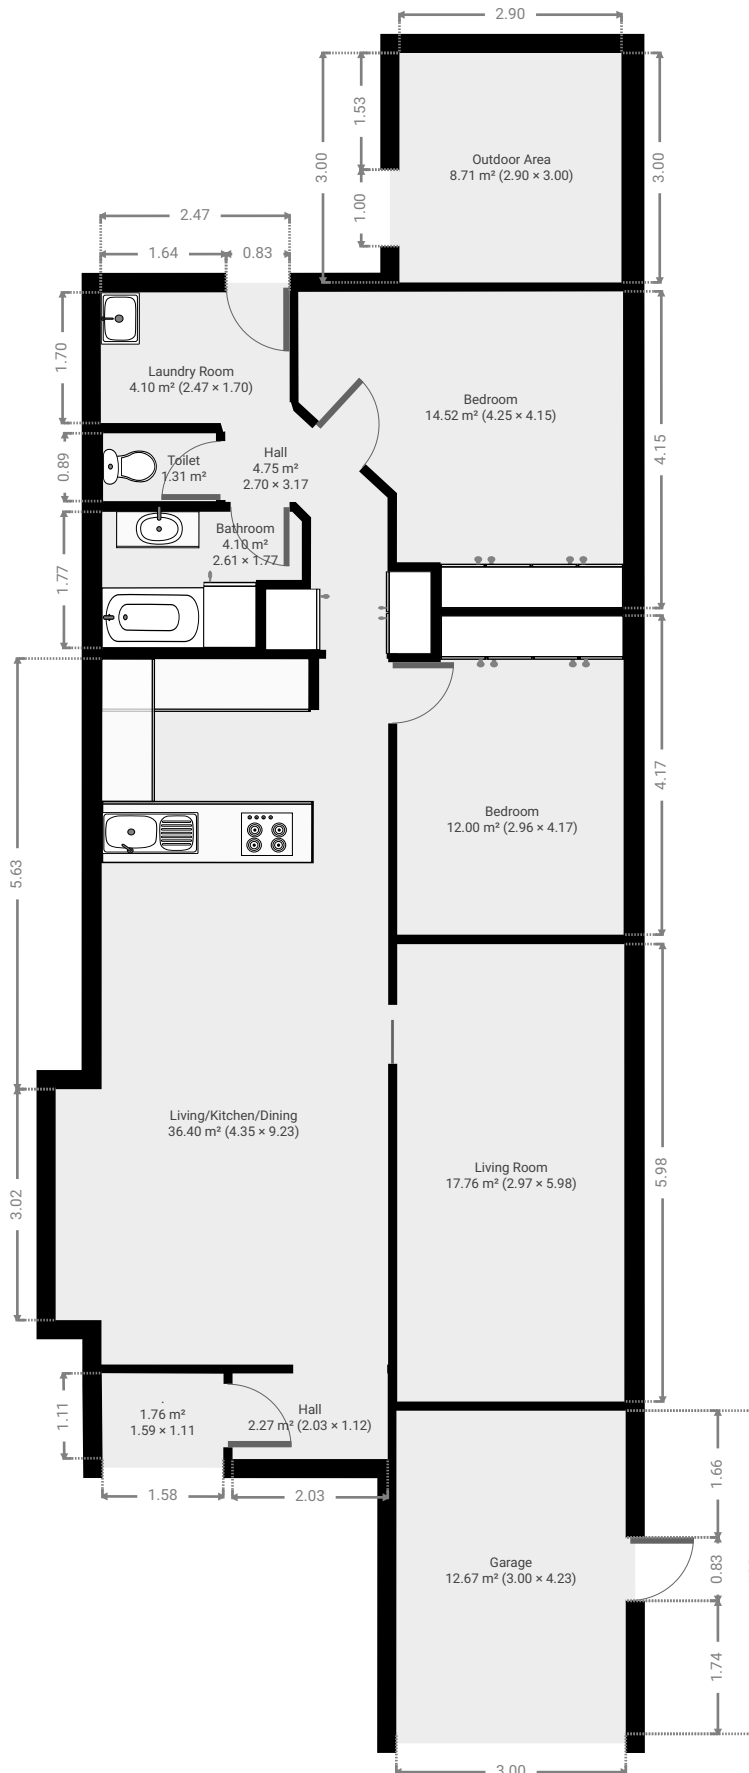 2.90
1.53
3.00
3.00
Outdoor Area
8.71 m² (2.90 × 3.00)
1.00
2.47
1.64
0.83
1.70
Laundry Room
4.10 m² (2.47 × 1.70)
Bedroom
14.52 m² (4.25 × 4.15)
4.15
0.89
Toilet
1.31 m²
Hall
4.75 m²
2.70 × 3.17
1.77
Bathroom
4.10 m²
2.61 × 1.77
5.63
Bedroom
12.00 m² (2.96 × 4.17)
4.17
Living/Kitchen/Dining
36.40 m² (4.35 × 9.23)
3.02
Living Room
17.76 m² (2.97 × 5.98)
5.98
1.11
.
1.76 m²
1.59 × 1.11
Hall
2.27 m² (2.03 × 1.12)
1.58
2.03
1.66
Garage
12.67 m² (3.00 × 4.23)
0.83
1.74
3.00